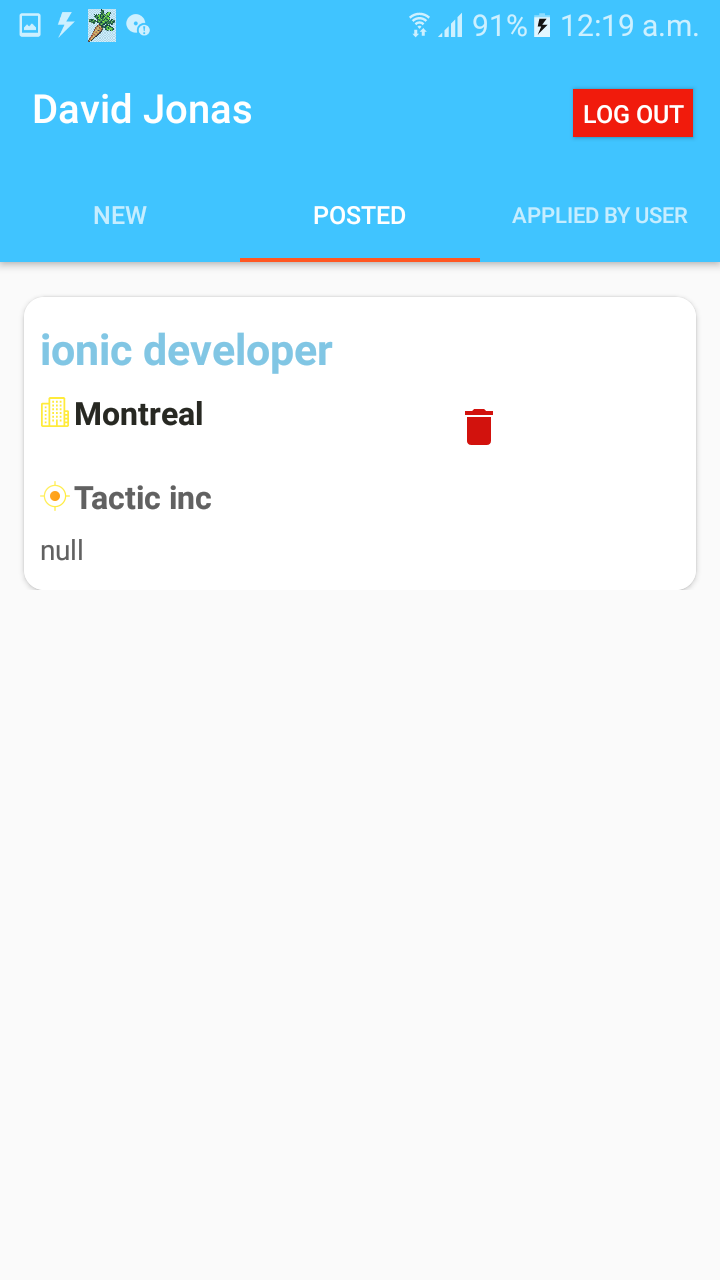 91% 12:19 a.m.
David Jonas
LOG OUT
NEW
POSTED
APPLIED BY USER
ionic developer
Montreal
Tactic inc
null